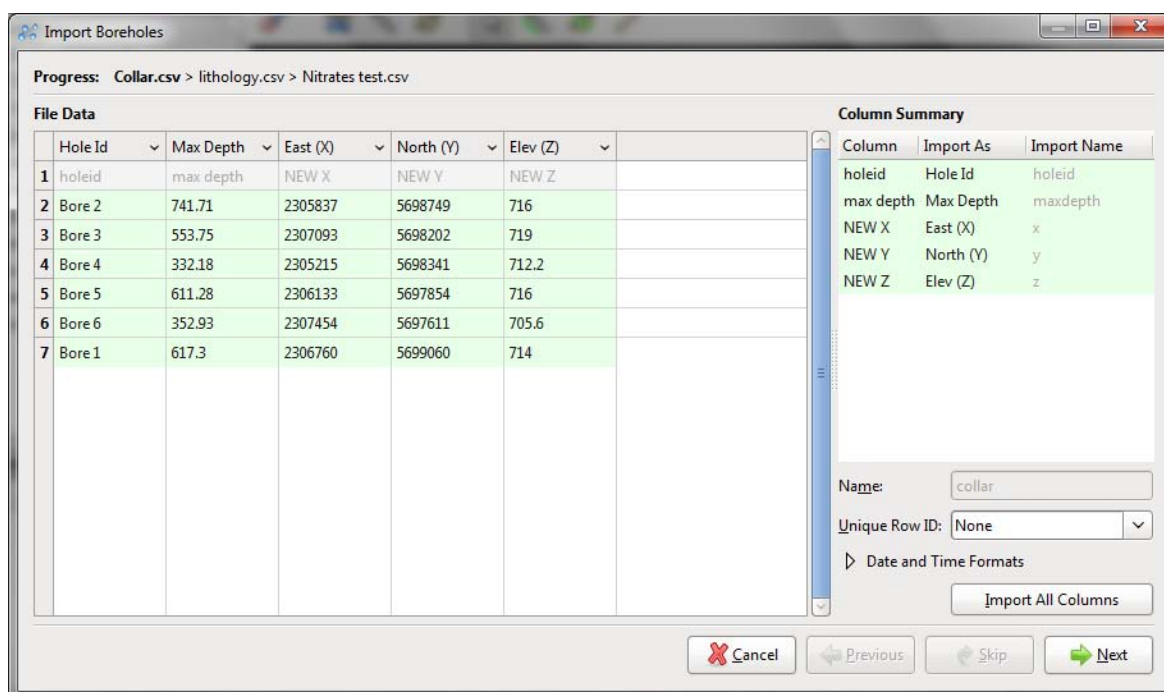 Import Boreholes
Progress: Collar.csv > lithology.csv > Nitrates test.csv
File Data
Hole Id Max Depth East (X) North (Y) Elev (Z)
1 holeid max depth NEW X NEW Y NEW Z
2 Bore 2 741.71 2305837 5698749 716
3 Bore 3 553.75 2307093 5698202 719
4 Bore 4 332.18 2305215 5698341 712.2
5 Bore 5 611.28 2306133 5697854 716
6 Bore 6 352.93 2307454 5697611 705.6
7 Bore 1 617.3 2306760 5699060 714
Column Summary
Column Import As Import Name
holeid Hole Id holeid
max depth Max Depth maxdepth
NEW X East (X) x
NEW Y North (Y) y
NEW Z Elev (Z) z
Name: collar
Unique Row ID: None
Date and Time Formats
Import All Columns
Cancel Previous Skip Next